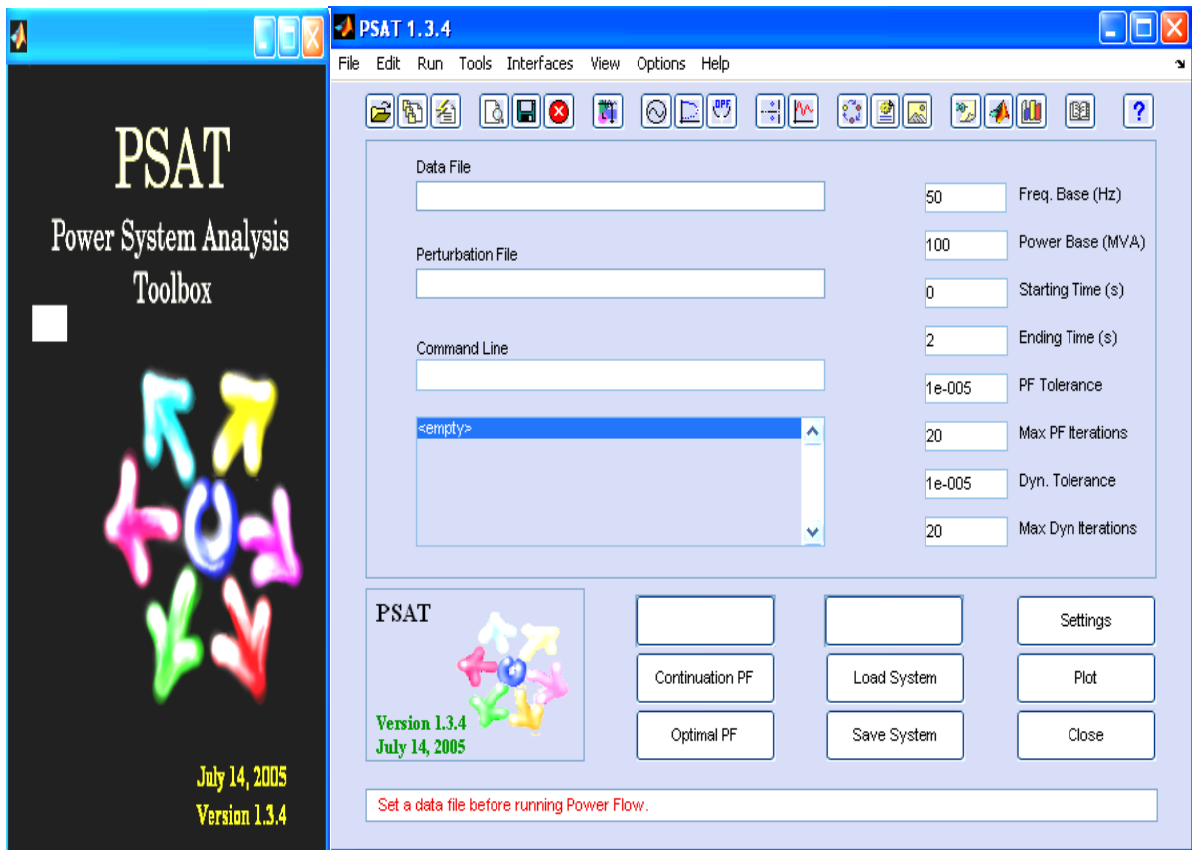 PSAT
Power System Analysis
Toolbox
July 14, 2005
Version 1.3.4
PSAT 1.3.4
File Edit Run Tools Interfaces View Options Help
OPF
?
Data File
50 Freq. Base (Hz)
100 Power Base (MVA)
Perturbation File
0 Starting Time (s)
2 Ending Time (s)
Command Line
1e-005 PF Tolerance
<empty>
20 Max PF Iterations
1e-005 Dyn. Tolerance
20 Max Dyn Iterations
PSAT
Version 1.3.4
July 14, 2005
Settings
Continuation PF Load System Plot
Optimal PF Save System Close
Set a data file before running Power Flow.